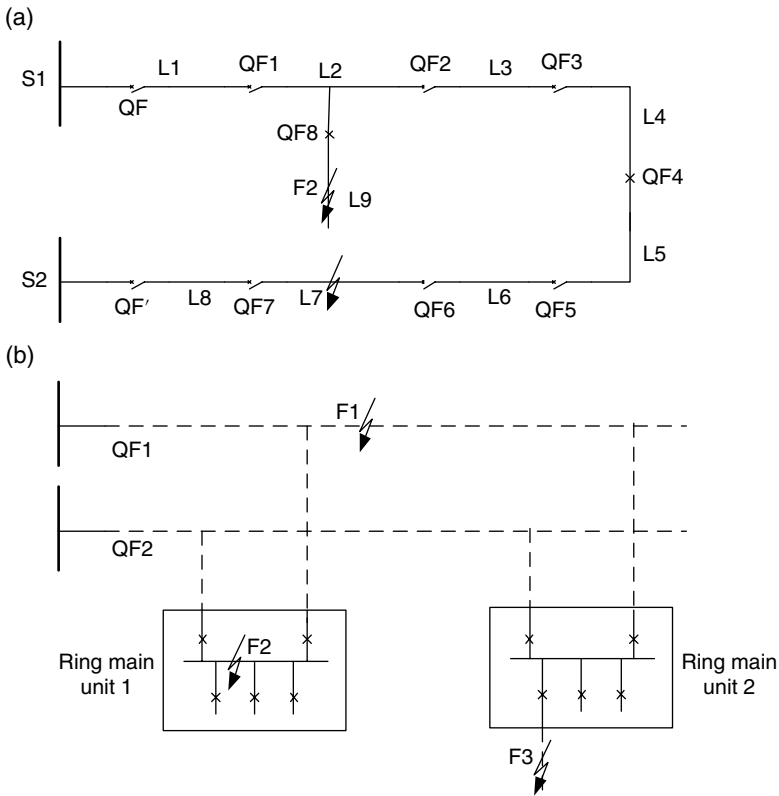 (a)
S1
L1
QF1
L2
QF2
L3
QF3
QF
L4
QF8
QF4
F2
L9
L5
S2
QF′
L8
QF7
L7
QF6
L6
QF5
(b)
F1
QF1
QF2
F2
Ring main
unit 1
Ring main
unit 2
F3